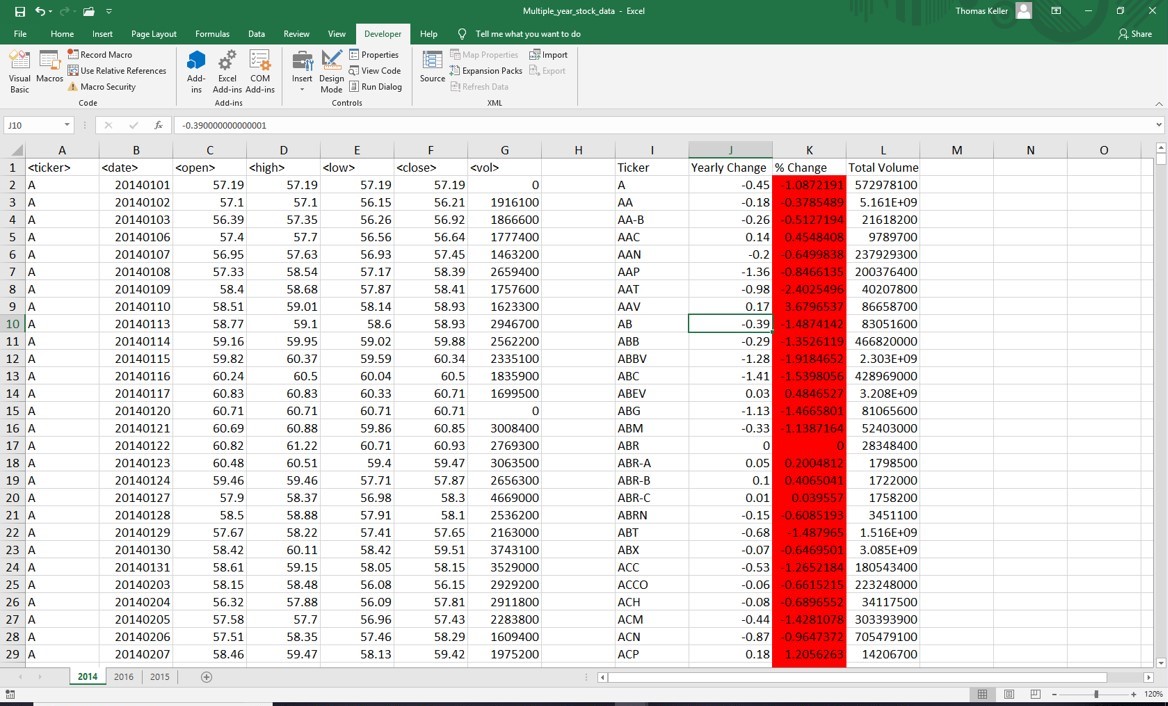 Multiple_year_stock_data - Excel
Thomas Keller
File Home Insert Page Layout Formulas Data Review View Developer Help Tell me what you want to do
Share
Visual Basic
Macros
Record Macro
Use Relative References
Macro Security
Code
Add-ins
Excel Add-ins
COM Add-ins
Add-ins
Insert
Design Mode
Properties
View Code
Run Dialog
Controls
Source
Map Properties
Expansion Packs
Refresh Data
Import
Export
XML
J10 fx -0.390000000000001
A B C D E F G H I J K L M N O
1 <ticker> <date> <open> <high> <low> <close> <vol> Ticker Yearly Change % Change Total Volume
2 A 20140101 57.19 57.19 57.19 57.19 0 A -0.45 -1.0872191 572978100
3 A 20140102 57.1 57.1 56.15 56.21 1916100 AA -0.18 -0.3785489 5.161E+09
4 A 20140103 56.39 57.35 56.26 56.92 1866600 AA-B -0.26 -0.5127194 21618200
5 A 20140106 57.4 57.7 56.56 56.64 1777400 AAC 0.14 0.4548408 9789700
6 A 20140107 56.95 57.63 56.93 57.45 1463200 AAN -0.2 -0.6499838 237929300
7 A 20140108 57.33 58.54 57.17 58.39 2659400 AAP -1.36 -0.8466135 200376400
8 A 20140109 58.4 58.68 57.87 58.41 1757600 AAT -0.98 -2.4025496 40207800
9 A 20140110 58.51 59.01 58.14 58.93 1623300 AAV 0.17 3.6796537 86658700
10 A 20140113 58.77 59.1 58.6 58.93 2946700 AB -0.39 -1.4874142 83051600
11 A 20140114 59.16 59.95 59.02 59.88 2562200 ABB -0.29 -1.3526119 466820000
12 A 20140115 59.82 60.37 59.59 60.34 2335100 ABBV -1.28 -1.9184652 2.303E+09
13 A 20140116 60.24 60.5 60.04 60.5 1835900 ABC -1.41 -1.5398056 428969000
14 A 20140117 60.83 60.83 60.33 60.71 1699500 ABEV 0.03 0.4846527 3.208E+09
15 A 20140120 60.71 60.71 60.71 60.71 0 ABG -1.13 -1.4665801 81065600
16 A 20140121 60.69 60.88 59.86 60.85 3008400 ABM -0.33 -1.1387164 52403000
17 A 20140122 60.82 61.22 60.71 60.93 2769300 ABR 0 0 28348400
18 A 20140123 60.48 60.51 59.4 59.47 3063500 ABR-A 0.05 0.2004812 1798500
19 A 20140124 59.46 59.46 57.71 57.87 2656300 ABR-B 0.1 0.4065041 1722000
20 A 20140127 57.9 58.37 56.98 58.3 4669000 ABR-C 0.01 0.039557 1758200
21 A 20140128 58.5 58.88 57.91 58.1 2536200 ABRN -0.15 -0.6085193 3451100
22 A 20140129 57.67 58.22 57.41 57.65 2163000 ABT -0.68 -1.487965 1.516E+09
23 A 20140130 58.42 60.11 58.42 59.51 3743100 ABX -0.07 -0.6469501 3.085E+09
24 A 20140131 58.61 59.15 58.05 58.15 3529000 ACC -0.53 -1.2652184 180543400
25 A 20140203 58.15 58.48 56.08 56.15 2929200 ACCO -0.06 -0.6615215 223248000
26 A 20140204 56.32 57.88 56.09 57.81 2911800 ACH -0.08 -0.6896552 34117500
27 A 20140205 57.58 57.7 56.96 57.43 2283800 ACM -0.44 -1.4281078 303393900
28 A 20140206 57.51 58.35 57.46 58.29 1609400 ACN -0.87 -0.9647372 705479100
29 A 20140207 58.46 59.47 58.13 59.42 1975200 ACP 0.18 1.2056263 14206700
2014 2016 2015
120%